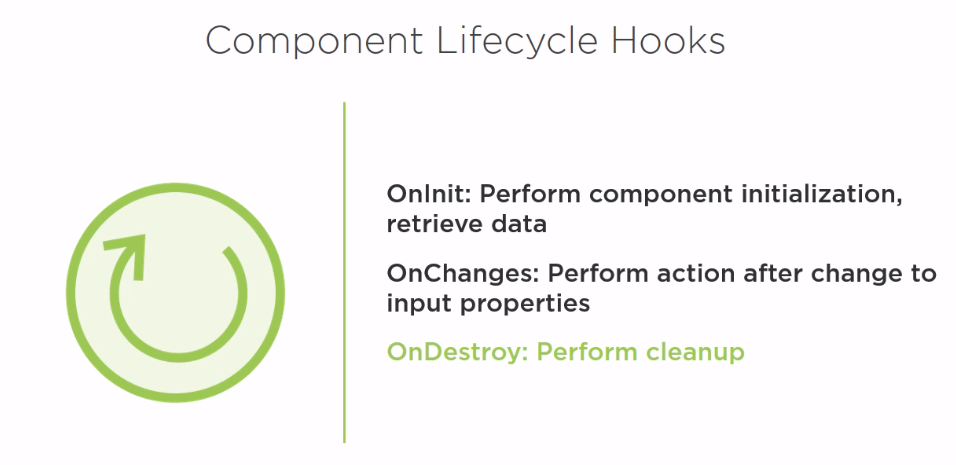 Component Lifecycle Hooks
OnInit: Perform component initialization,
retrieve data
OnChanges: Perform action after change to
input properties
OnDestroy: Perform cleanup